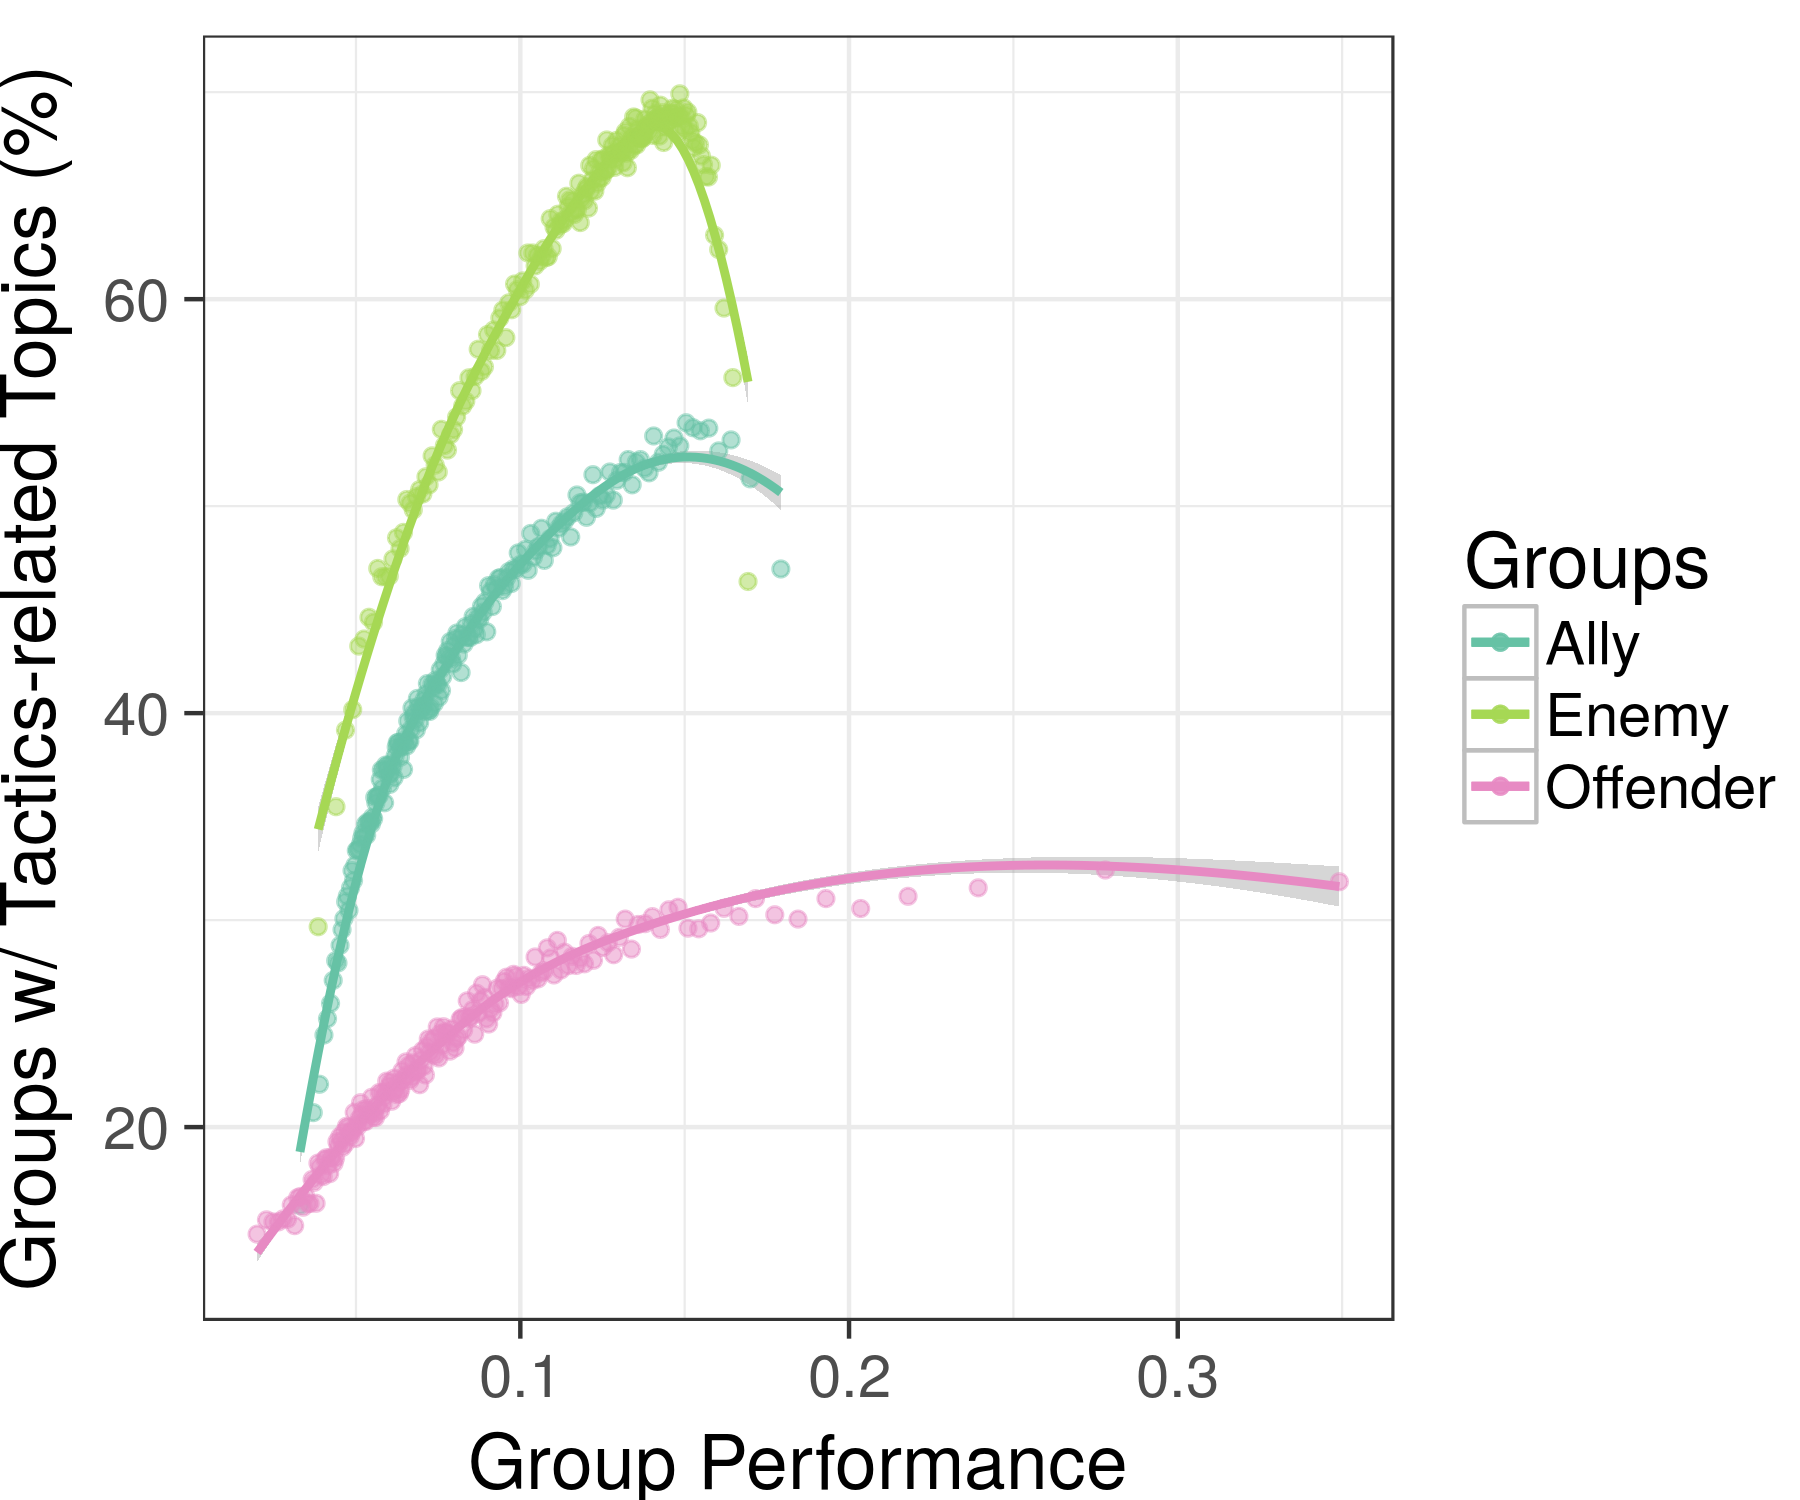 Groups w/ Tactics-related Topics (%)
60
40
20
0.1
0.2
0.3
Group Performance
Groups
Ally
Enemy
Offender